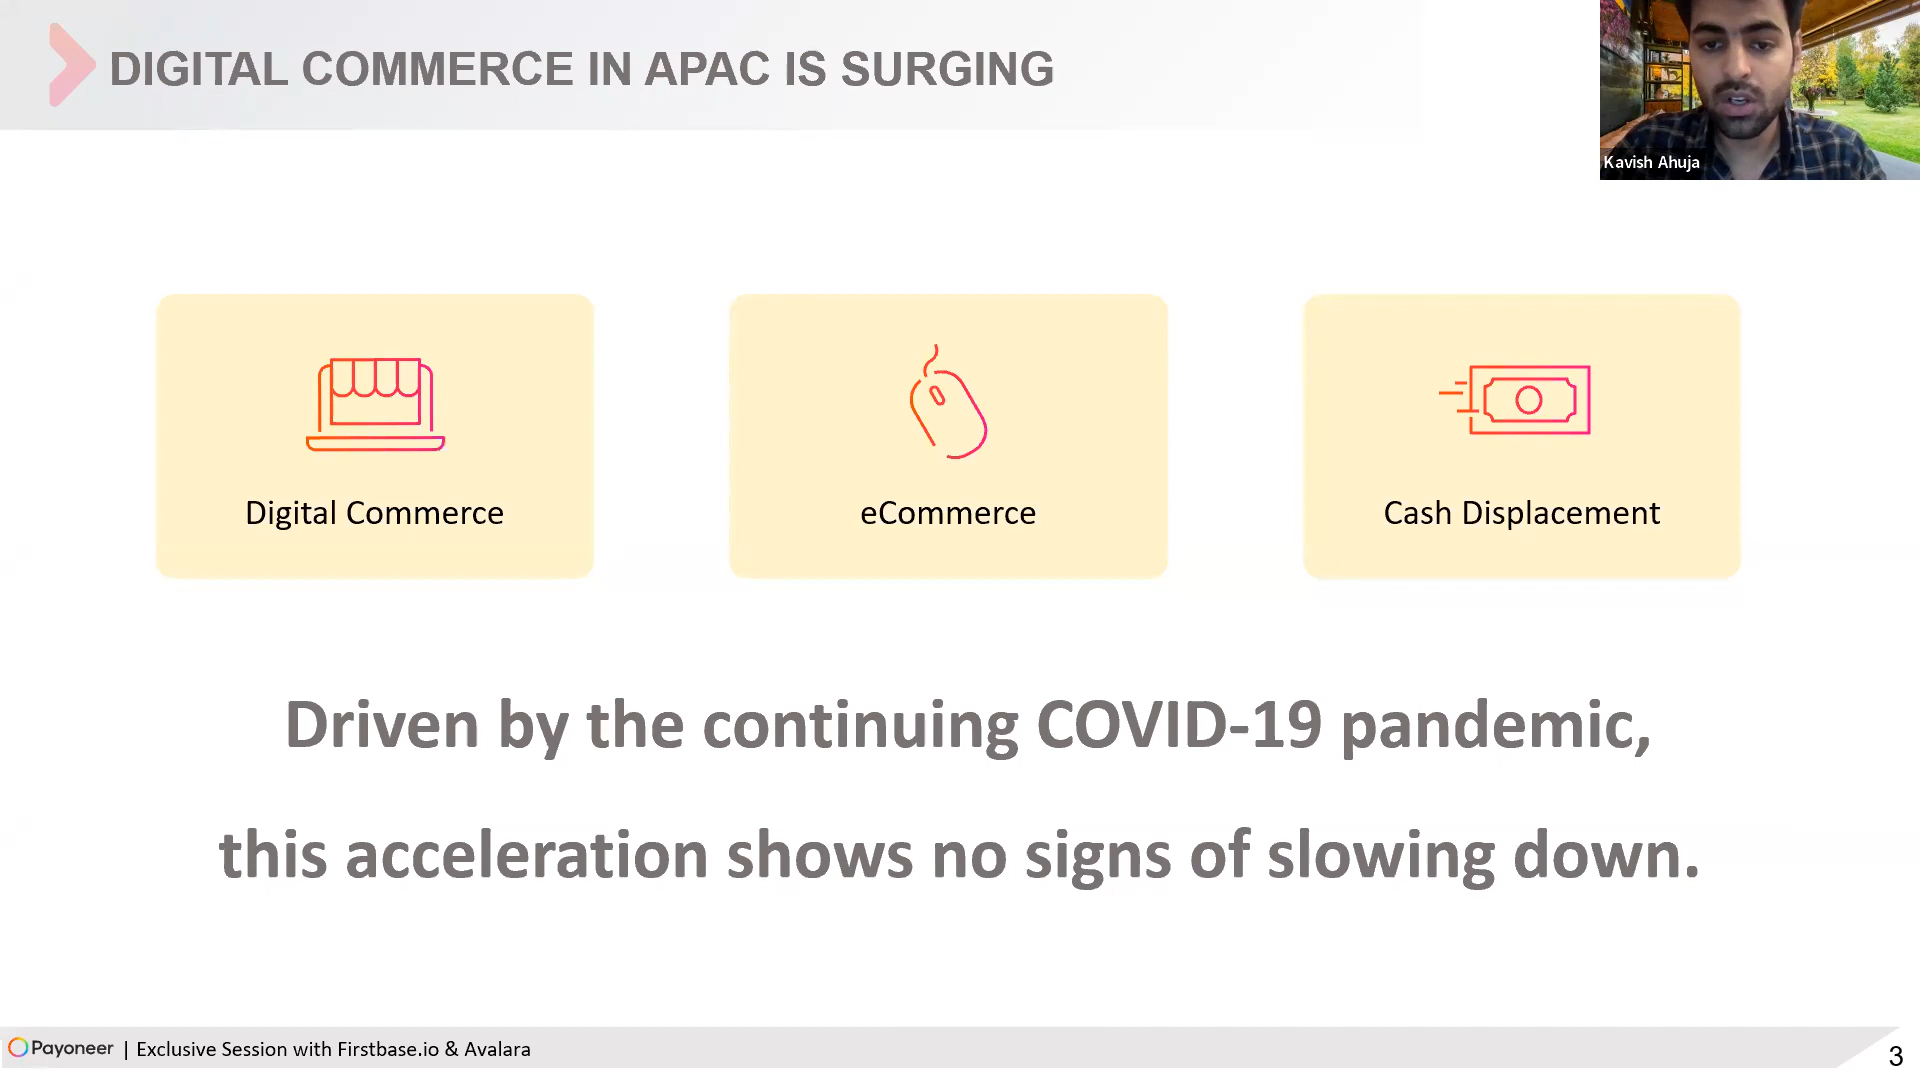 DIGITAL COMMERCE IN APAC IS SURGING
Kavish Ahuja
Digital Commerce
eCommerce
Cash Displacement
Driven by the continuing COVID-19 pandemic,
this acceleration shows no signs of slowing down.
Payoneer | Exclusive Session with Firstbase.io & Avalara
3